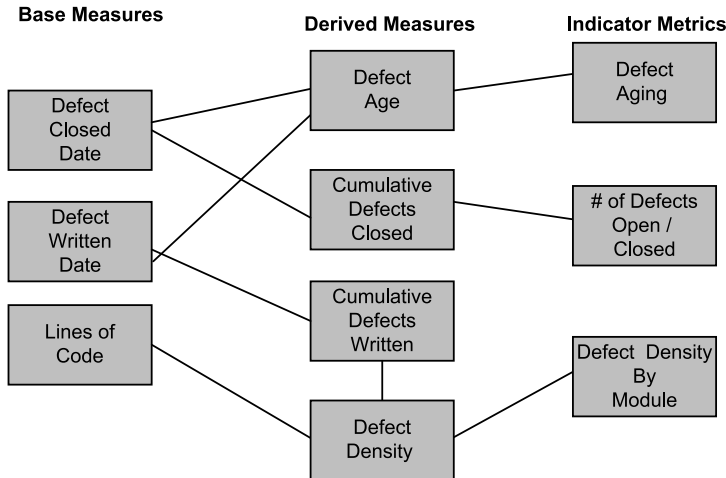 Base Measures
Derived Measures
Indicator Metrics
Defect
Closed
Date
Defect
Written
Date
Lines of
Code
Defect
Age
Cumulative
Defects
Closed
Cumulative
Defects
Written
Defect
Density
Defect
Aging
# of Defects
Open /
Closed
Defect Density
By
Module